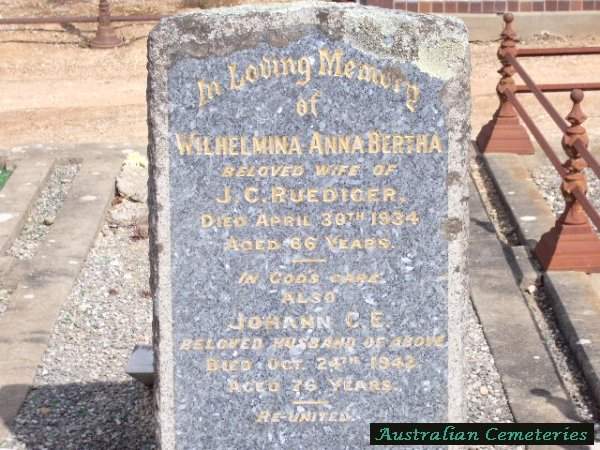 In Loving Memory
of
WILHELMINA ANNA BERTHA
BELOVED WIFE OF
J. C. RUEDIGER.
DIED APRIL 30TH 1934
AGED 66 YEARS.
IN GOD'S CARE.
ALSO
JOHANN C. E.
BELOVED HUSBAND OF ABOVE
DIED OCT. 24TH 1942.
AGED 76 YEARS.
RE-UNITED.
Australian Cemeteries